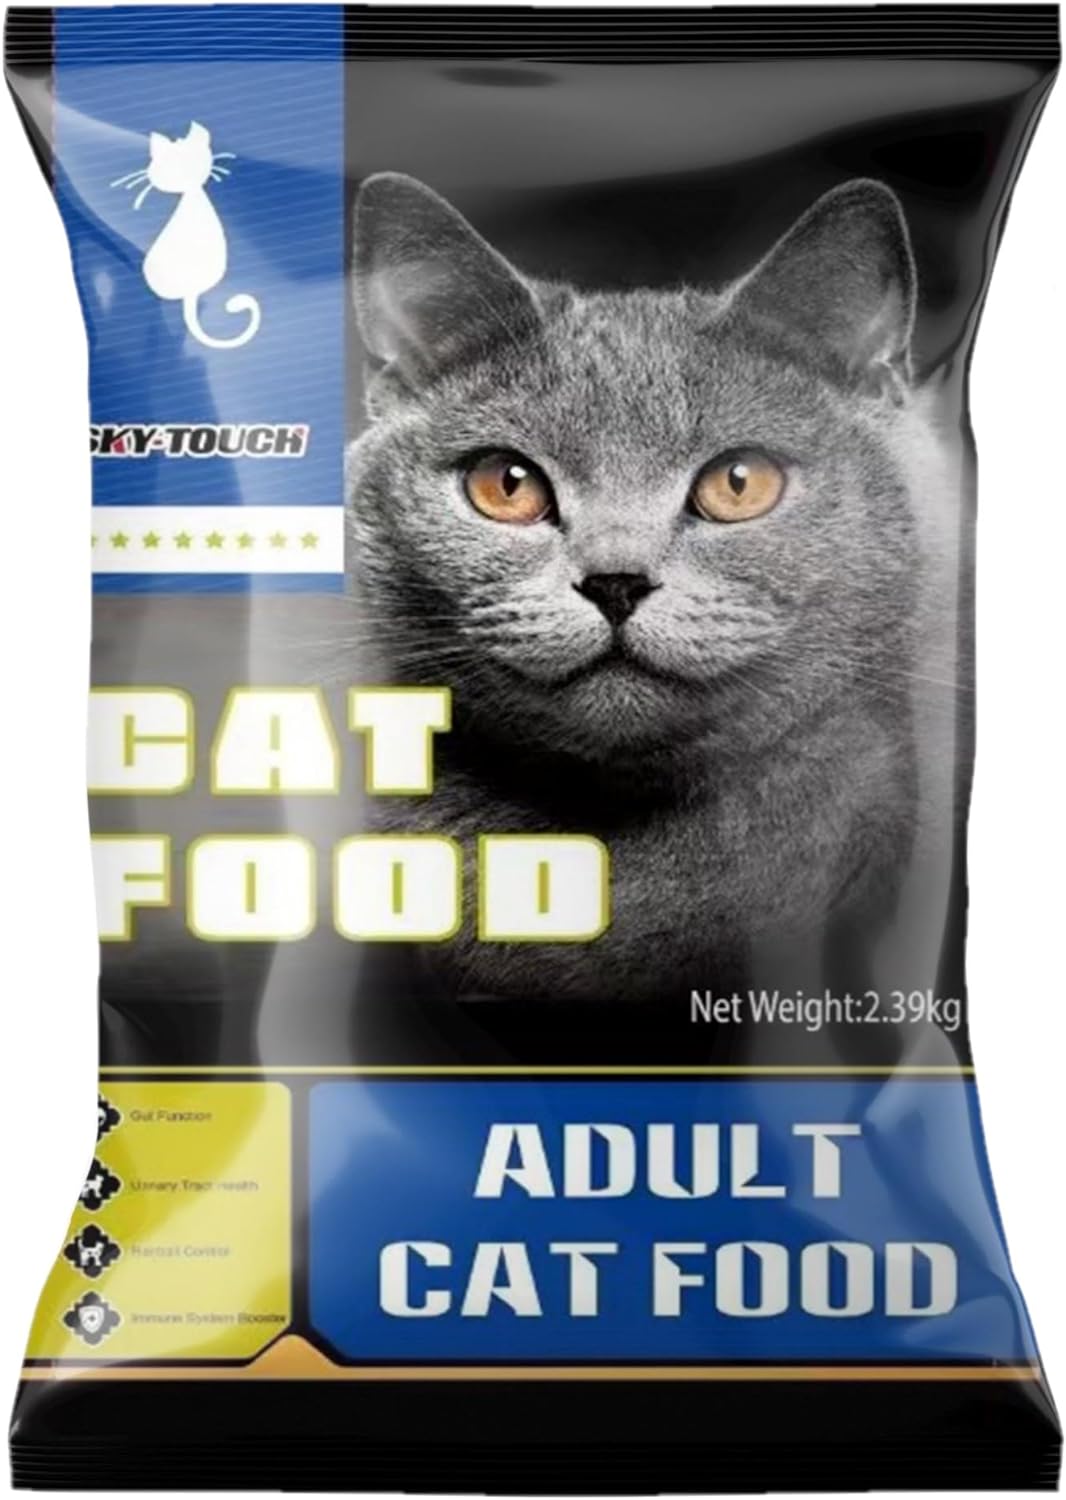 SKY-TOUCH
CAT
FOOD
Net Weight:2.39kg
Gut Function
Urinary Tract Health
Hairball Control
Immune System Booster
ADULT
CAT FOOD